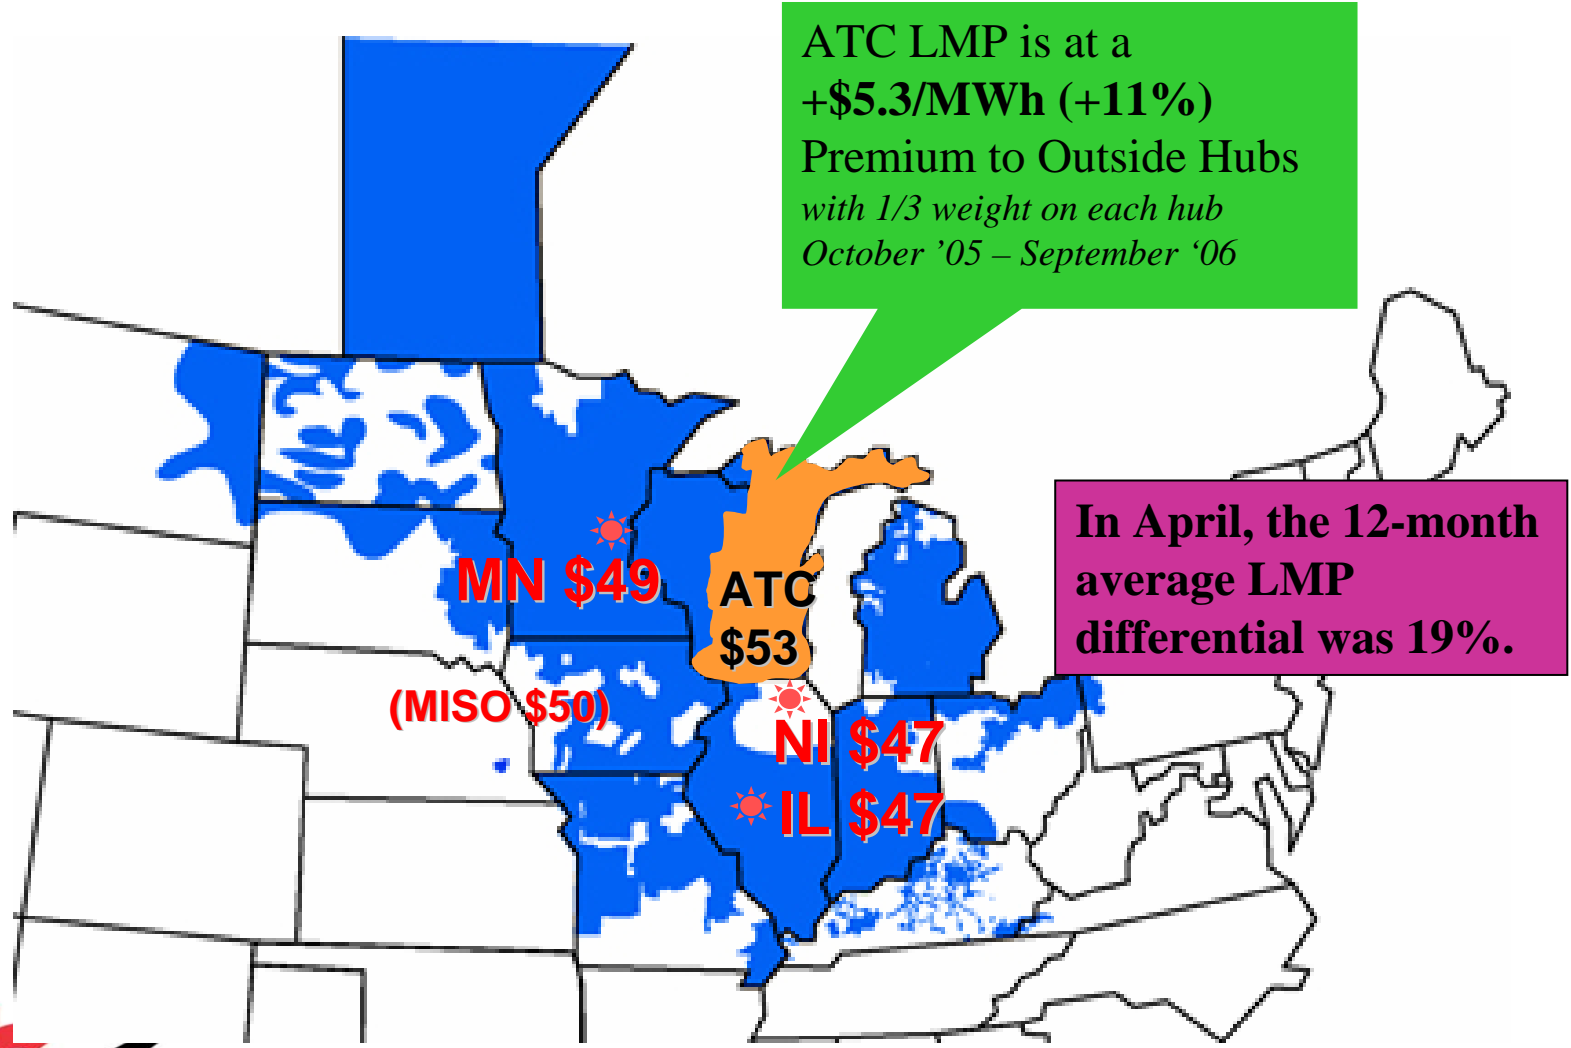 ATC LMP is at a
+$5.3/MWh (+11%)
Premium to Outside Hubs
with 1/3 weight on each hub
October ’05 – September ‘06
In April, the 12-month
average LMP
differential was 19%.
MN $49
ATC
$53
(MISO $50)
NI $47
IL $47